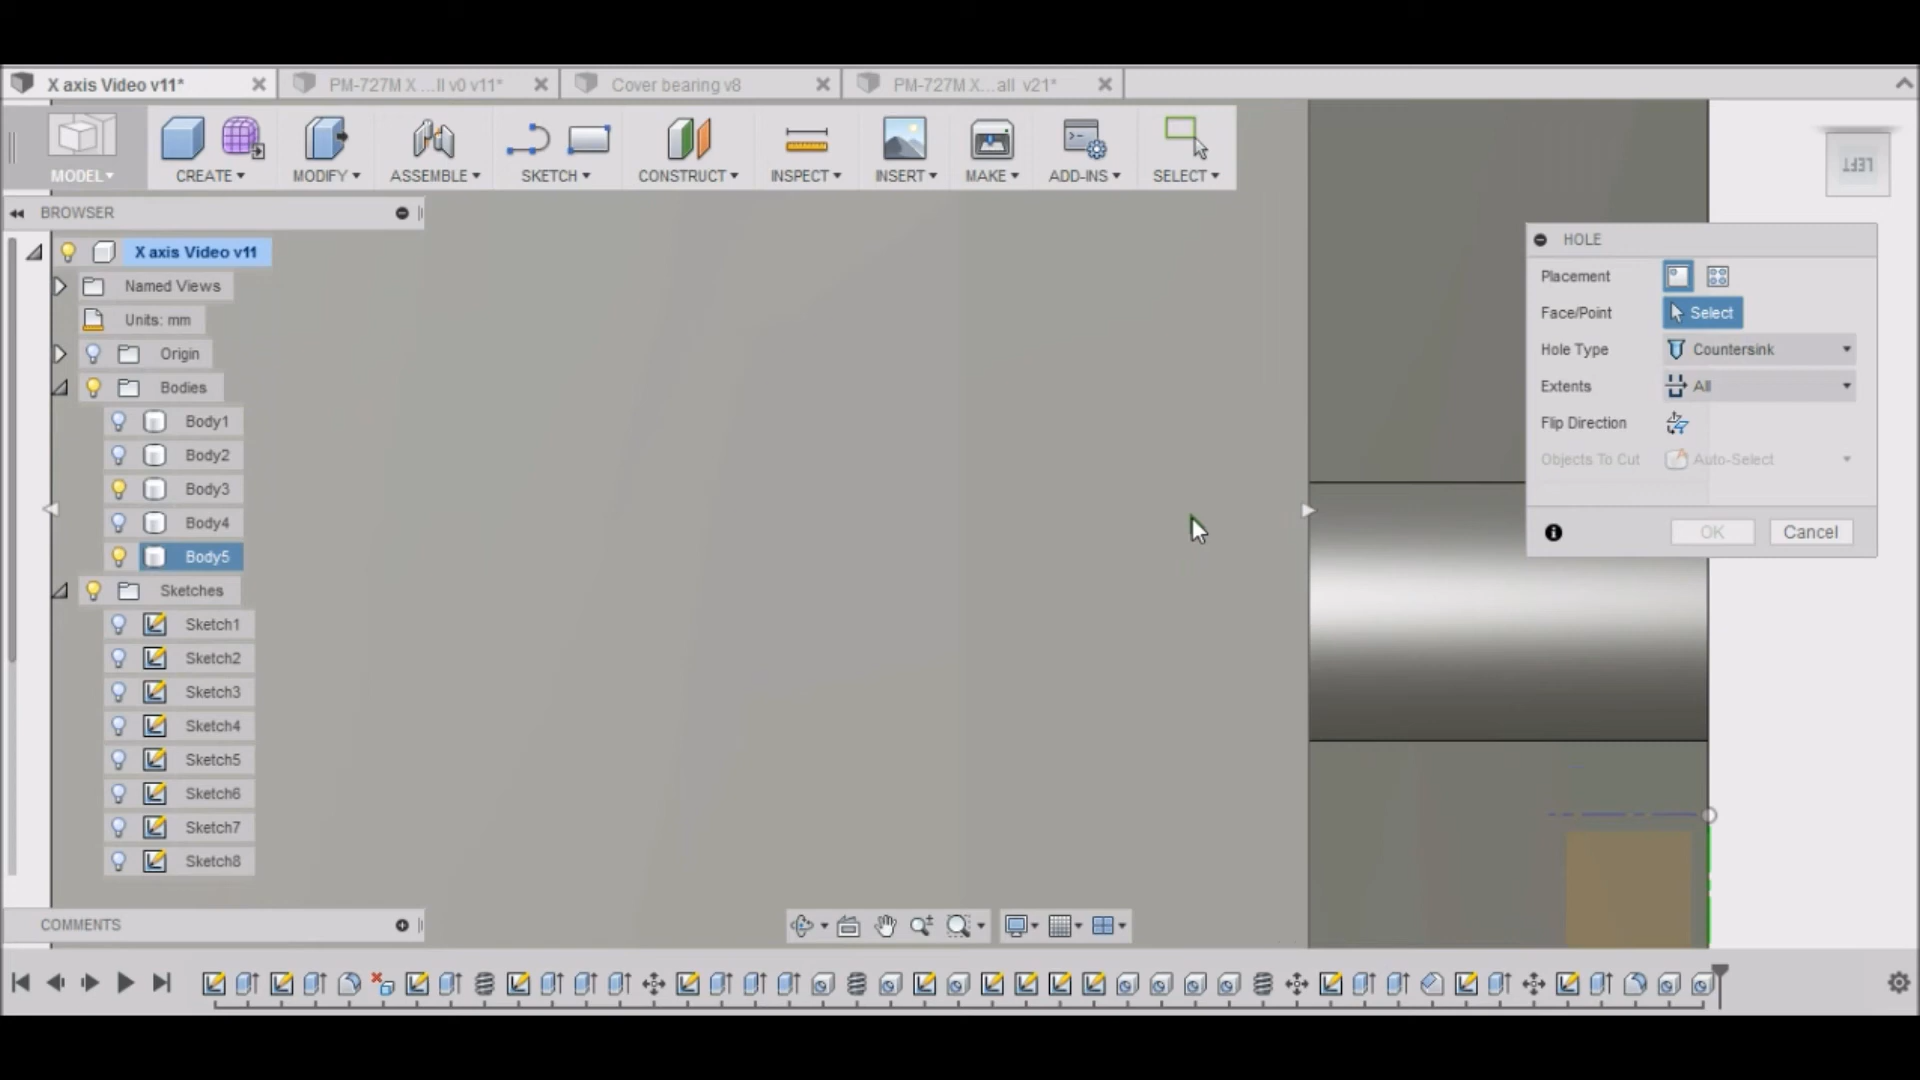 X axis Video v11*
PM-727M X ...ll v0 v11*
Cover bearing v8
PM-727M X...all v21*
MODEL
CREATE
MODIFY
ASSEMBLE
SKETCH
CONSTRUCT
INSPECT
INSERT
MAKE
ADD-INS
SELECT
LEFT
BROWSER
X axis Video v11
Named Views
Units: mm
Origin
Bodies
Body1
Body2
Body3
Body4
Body5
Sketches
Sketch1
Sketch2
Sketch3
Sketch4
Sketch5
Sketch6
Sketch7
Sketch8
HOLE
Placement
Face/Point Select
Hole Type Countersink
Extents All
Flip Direction
Objects To Cut Auto-Select
OK Cancel
COMMENTS